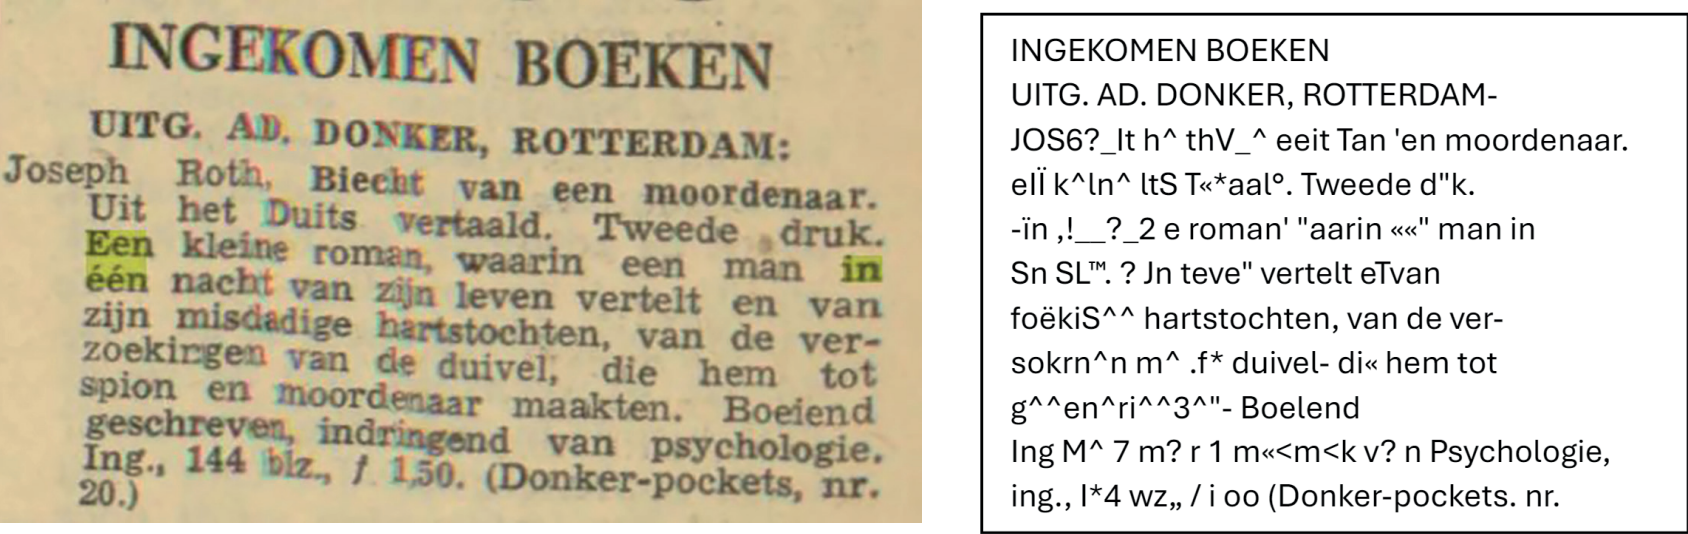 INGEKOMEN BOEKEN
UITG. AD. DONKER, ROTTERDAM:
Joseph Roth, Biecht van een moordenaar.
Uit het Duits vertaald. Tweede druk.
Een kleine roman, waarin een man in
één nacht van zijn leven vertelt en van
zijn misdadige hartstochten, van de ver-
zoekingen van de duivel, die hem tot
spion en moordenaar maakten. Boeiend
geschreven, indringend van psychologie.
Ing., 144 blz., f 1,50. (Donker-pockets, nr.
20.)
INGEKOMEN BOEKEN
UITG. AD. DONKER, ROTTERDAM-
JOS6?_It h^ thV_^ eeit Tan 'en moordenaar.
elÏ k^ln^ ltS T«*aal°. Tweede d"k.
-ïn ,!__?_2 e roman' "aarin ««" man in
Sn SL™. ? Jn teve" vertelt eTvan
foëkiS^^ hartstochten, van de ver-
sokrn^n m^ .f* duivel- di« hem tot
g^^en^ri^^3^"- Boelend
Ing M^ 7 m? r 1 m«<m<k v? n Psychologie,
ing., I*4 wz„ / i oo (Donker-pockets. nr.